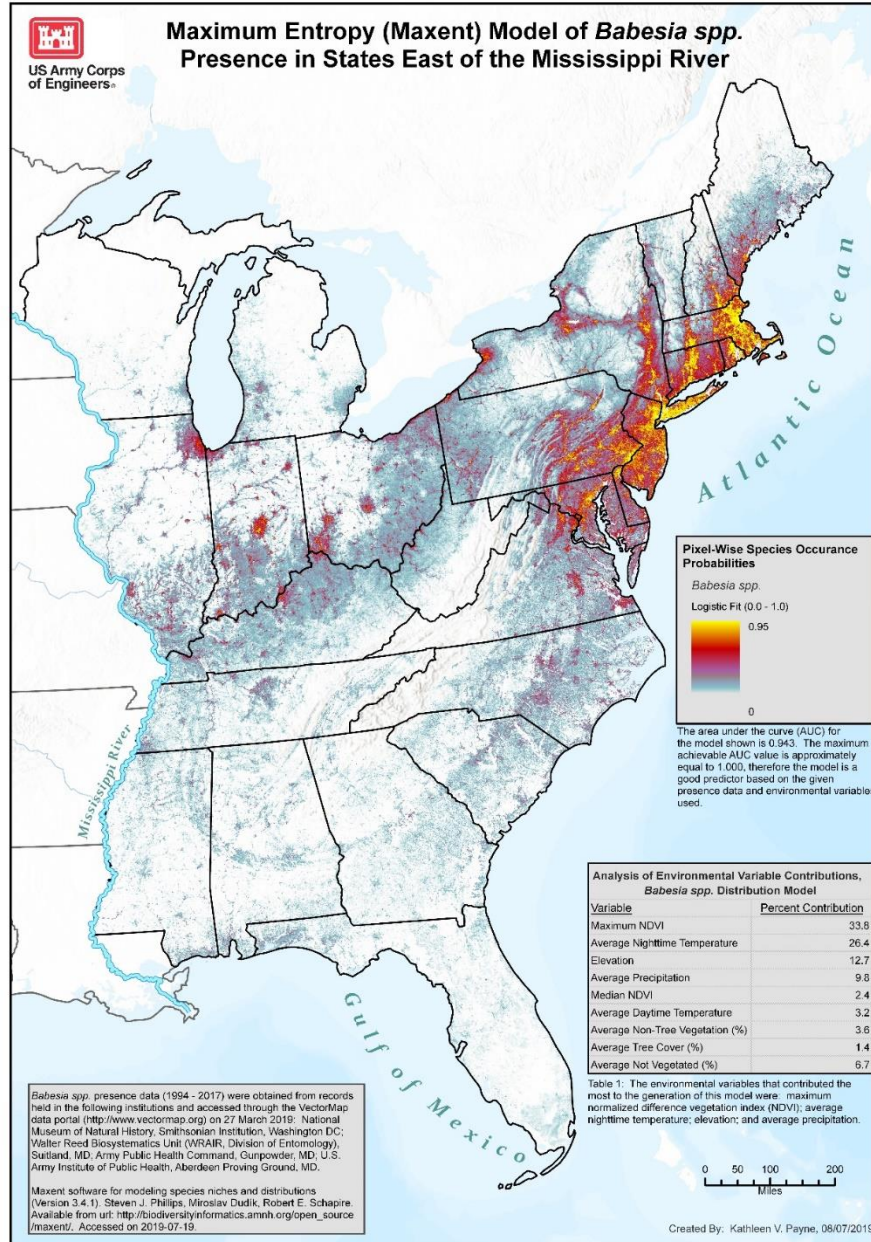 US Army Corps
of Engineers®
Maximum Entropy (Maxent) Model of Babesia spp.
Presence in States East of the Mississippi River
Atlantic Ocean
Mississippi River
Gulf of Mexico
Pixel-Wise Species Occurance
Probabilities
Babesia spp.
Logistic Fit (0.0 - 1.0)
0.95
0
The area under the curve (AUC) for
the model shown is 0.943. The maximum
achievable AUC value is approximately
equal to 1.000, therefore the model is a
good predictor based on the given
presence data and environmental variables
used.
Analysis of Environmental Variable Contributions,
Babesia spp. Distribution Model
Variable Percent Contribution
Maximum NDVI 33.8
Average Nighttime Temperature 26.4
Elevation 12.7
Average Precipitation 9.8
Median NDVI 2.4
Average Daytime Temperature 3.2
Average Non-Tree Vegetation (%) 3.6
Average Tree Cover (%) 1.4
Average Not Vegetated (%) 6.7
Table 1: The environmental variables that contributed the
most to the generation of this model were: maximum
normalized difference vegetation index (NDVI); average
nighttime temperature; elevation; and average precipitation.
Babesia spp. presence data (1994 - 2017) were obtained from records
held in the following institutions and accessed through the VectorMap
data portal (http://www.vectormap.org) on 27 March 2019: National
Museum of Natural History, Smithsonian Institution, Washington DC;
Walter Reed Biosystematics Unit (WRAIR, Division of Entomology),
Suitland, MD; Army Public Health Command, Gunpowder, MD; U.S.
Army Institute of Public Health, Aberdeen Proving Ground, MD.
Maxent software for modeling species niches and distributions
(Version 3.4.1). Steven J. Phillips, Miroslav Dudík, Robert E. Schapire.
Available from url: http://biodiversityinformatics.amnh.org/open_source
/maxent/. Accessed on 2019-07-19.
0 50 100 200
Miles
Created By: Kathleen V. Payne, 08/07/2019